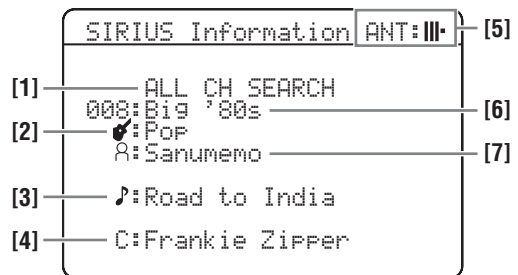 SIRIUS Information ANT: [5]
[1] ALL CH SEARCH
008:Big '80s [6]
[2] :Pop
:Sanumemo [7]
[3] ♪:Road to India
[4] C:Frankie Zipper